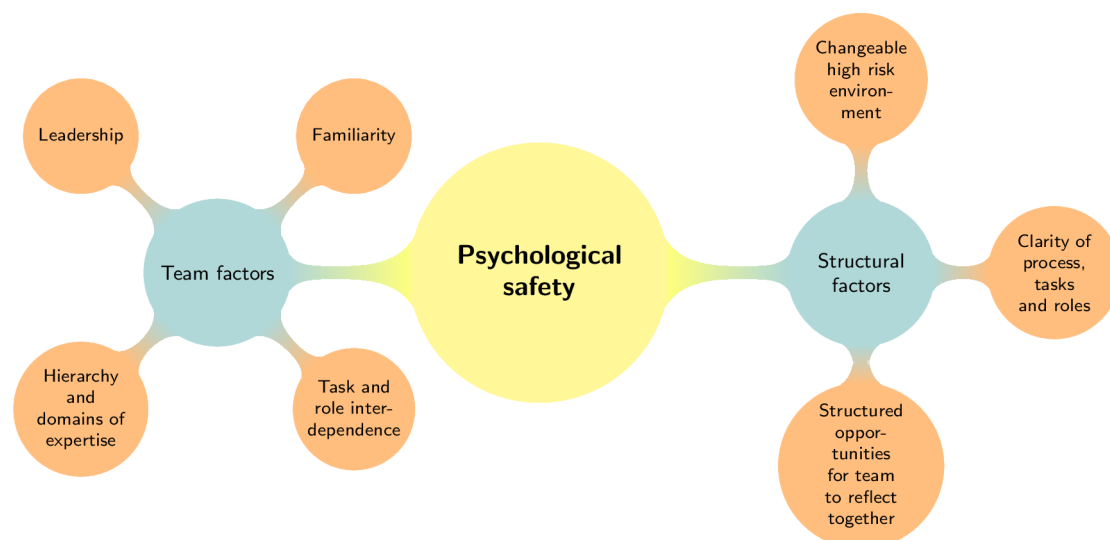 Changeable
high risk
environ-
ment
Leadership
Familiarity
Psychological
safety
Team factors
Structural
factors
Clarity of
process,
tasks
and roles
Hierarchy
and
domains of
expertise
Task and
role inter-
dependence
Structured
oppor-
tunities
for team
to reflect
together